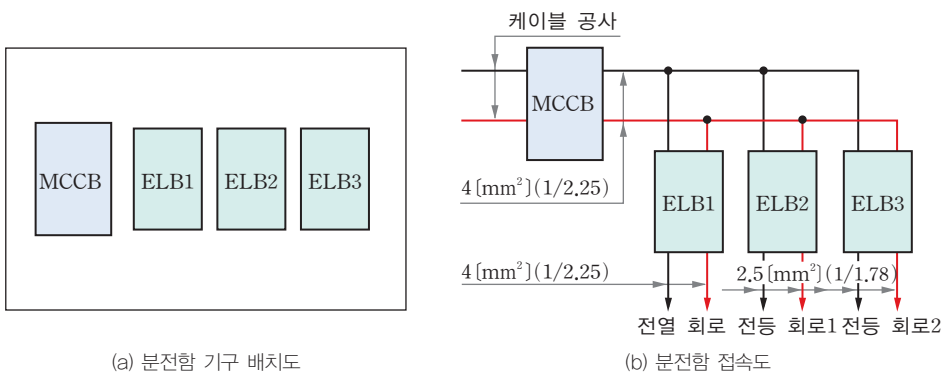 MCCB
ELB1
ELB2
ELB3
(a) 분전함 기구 배치도
케이블 공사
MCCB
4[mm²](1/2.25)
ELB1
ELB2
ELB3
4[mm²](1/2.25)
2.5[mm²](1/1.78)
전열 회로 전등 회로1 전등 회로2
(b) 분전함 접속도